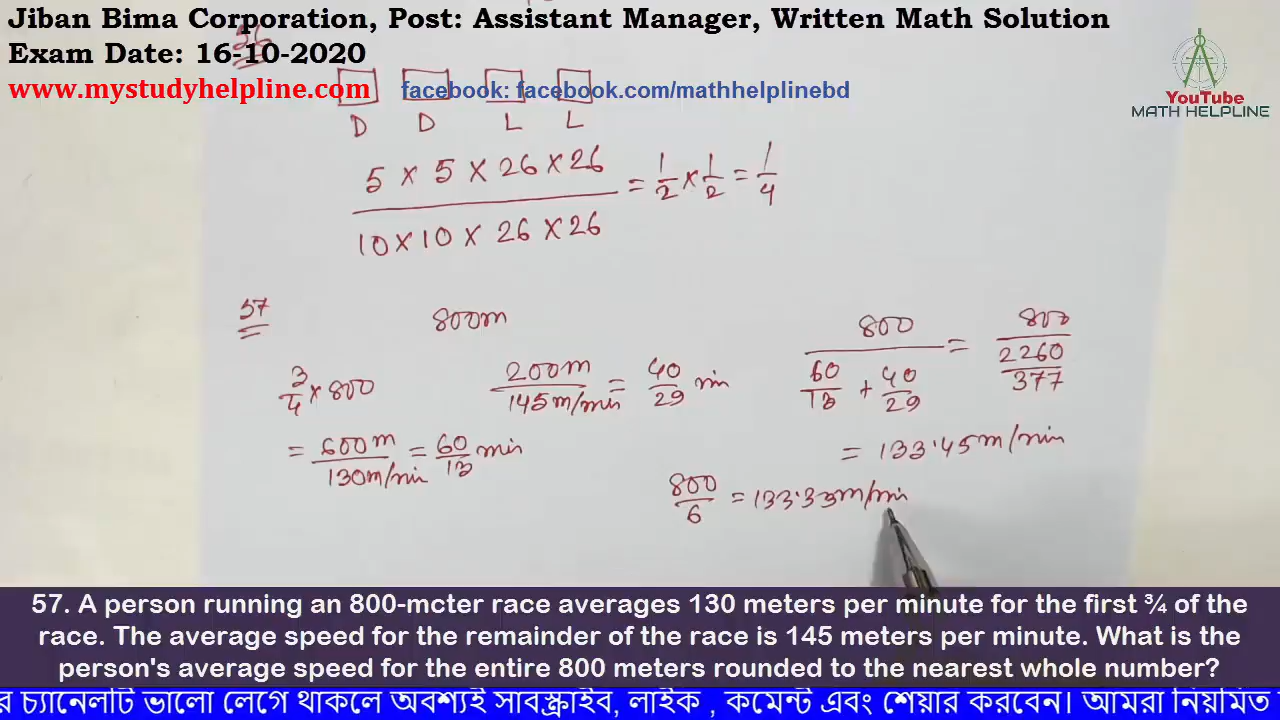 Jiban Bima Corporation, Post: Assistant Manager, Written Math Solution
Exam Date: 16-10-2020
56
www.mystudyhelpline.com facebook: facebook.com/mathhelplinebd
YouTube
MATH HELPLINE
D D L L
5 × 5 × 26 × 26 / 10 × 10 × 26 × 26 = 1/2 × 1/2 = 1/4
57
800m
3/4 × 800
= 600m / 130m/min = 60/13 min
200m / 145m/min = 40/29 min
800 / (60/13 + 40/29) = 800 / (2260/377)
= 133.45m/min
800/6 = 133.33m/min
57. A person running an 800-mcter race averages 130 meters per minute for the first ¾ of the
race. The average speed for the remainder of the race is 145 meters per minute. What is the
person's average speed for the entire 800 meters rounded to the nearest whole number?
র চ্যানেলটি ভালো লেগে থাকলে অবশ্যই সাবস্ক্রাইব, লাইক , কমেন্ট এবং শেয়ার করবেন। আমরা নিয়মিত